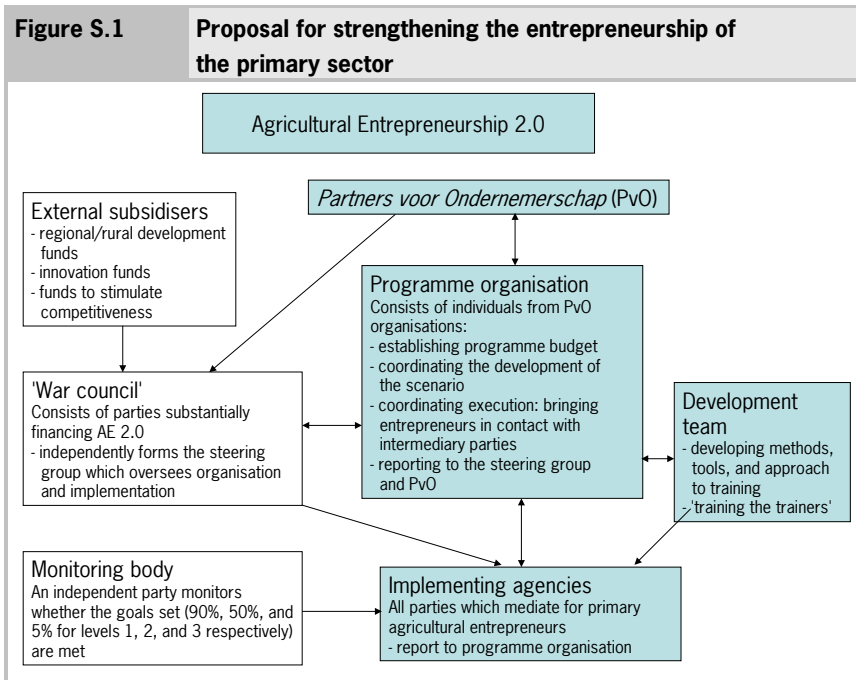 Figure S.1
Proposal for strengthening the entrepreneurship of
the primary sector
Agricultural Entrepreneurship 2.0
Partners voor Ondernemerschap (PvO)
External subsidisers
- regional/rural development
funds
- innovation funds
- funds to stimulate
competitiveness
Programme organisation
Consists of individuals from PvO
organisations:
- establishing programme budget
- coordinating the development of
the scenario
- coordinating execution: bringing
entrepreneurs in contact with
intermediary parties
- reporting to the steering group
and PvO
'War council'
Consists of parties substantially
financing AE 2.0
- independently forms the steering
group which oversees organisation
and implementation
Development
team
- developing methods,
tools, and approach
to training
- 'training the trainers'
Monitoring body
An independent party monitors
whether the goals set (90%, 50%, and
5% for levels 1, 2, and 3 respectively)
are met
Implementing agencies
All parties which mediate for primary
agricultural entrepreneurs
- report to programme organisation